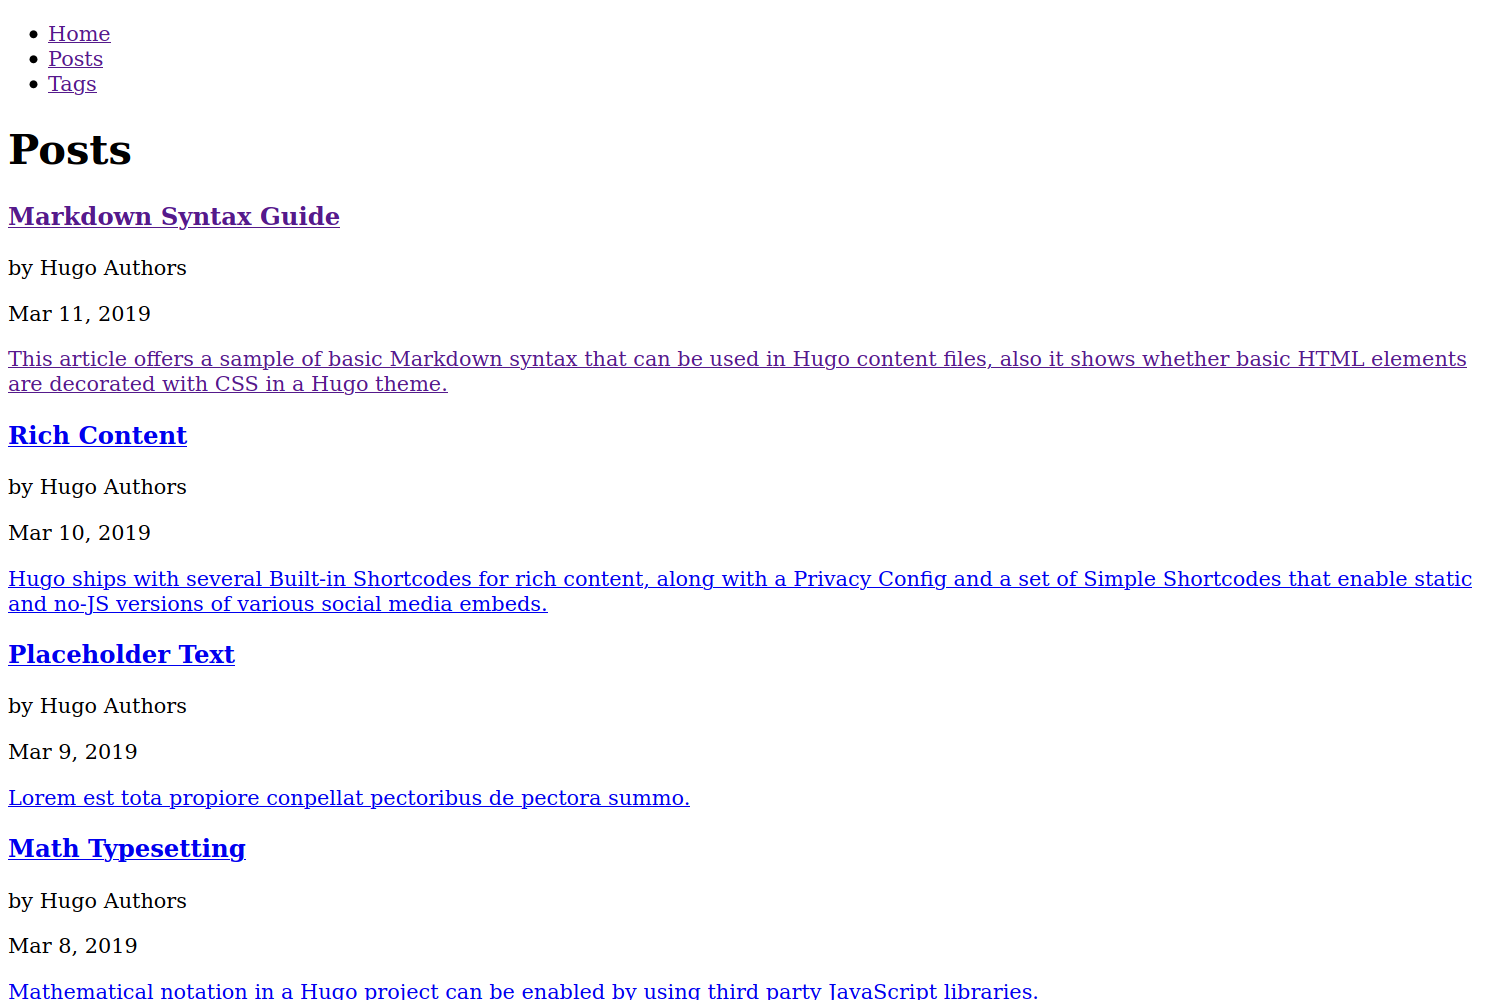 Home
Posts
Tags
Posts
Markdown Syntax Guide
by Hugo Authors
Mar 11, 2019
This article offers a sample of basic Markdown syntax that can be used in Hugo content files, also it shows whether basic HTML elements
are decorated with CSS in a Hugo theme.
Rich Content
by Hugo Authors
Mar 10, 2019
Hugo ships with several Built-in Shortcodes for rich content, along with a Privacy Config and a set of Simple Shortcodes that enable static
and no-JS versions of various social media embeds.
Placeholder Text
by Hugo Authors
Mar 9, 2019
Lorem est tota propiore conpellat pectoribus de pectora summo.
Math Typesetting
by Hugo Authors
Mar 8, 2019
Mathematical notation in a Hugo project can be enabled by using third party JavaScript libraries.